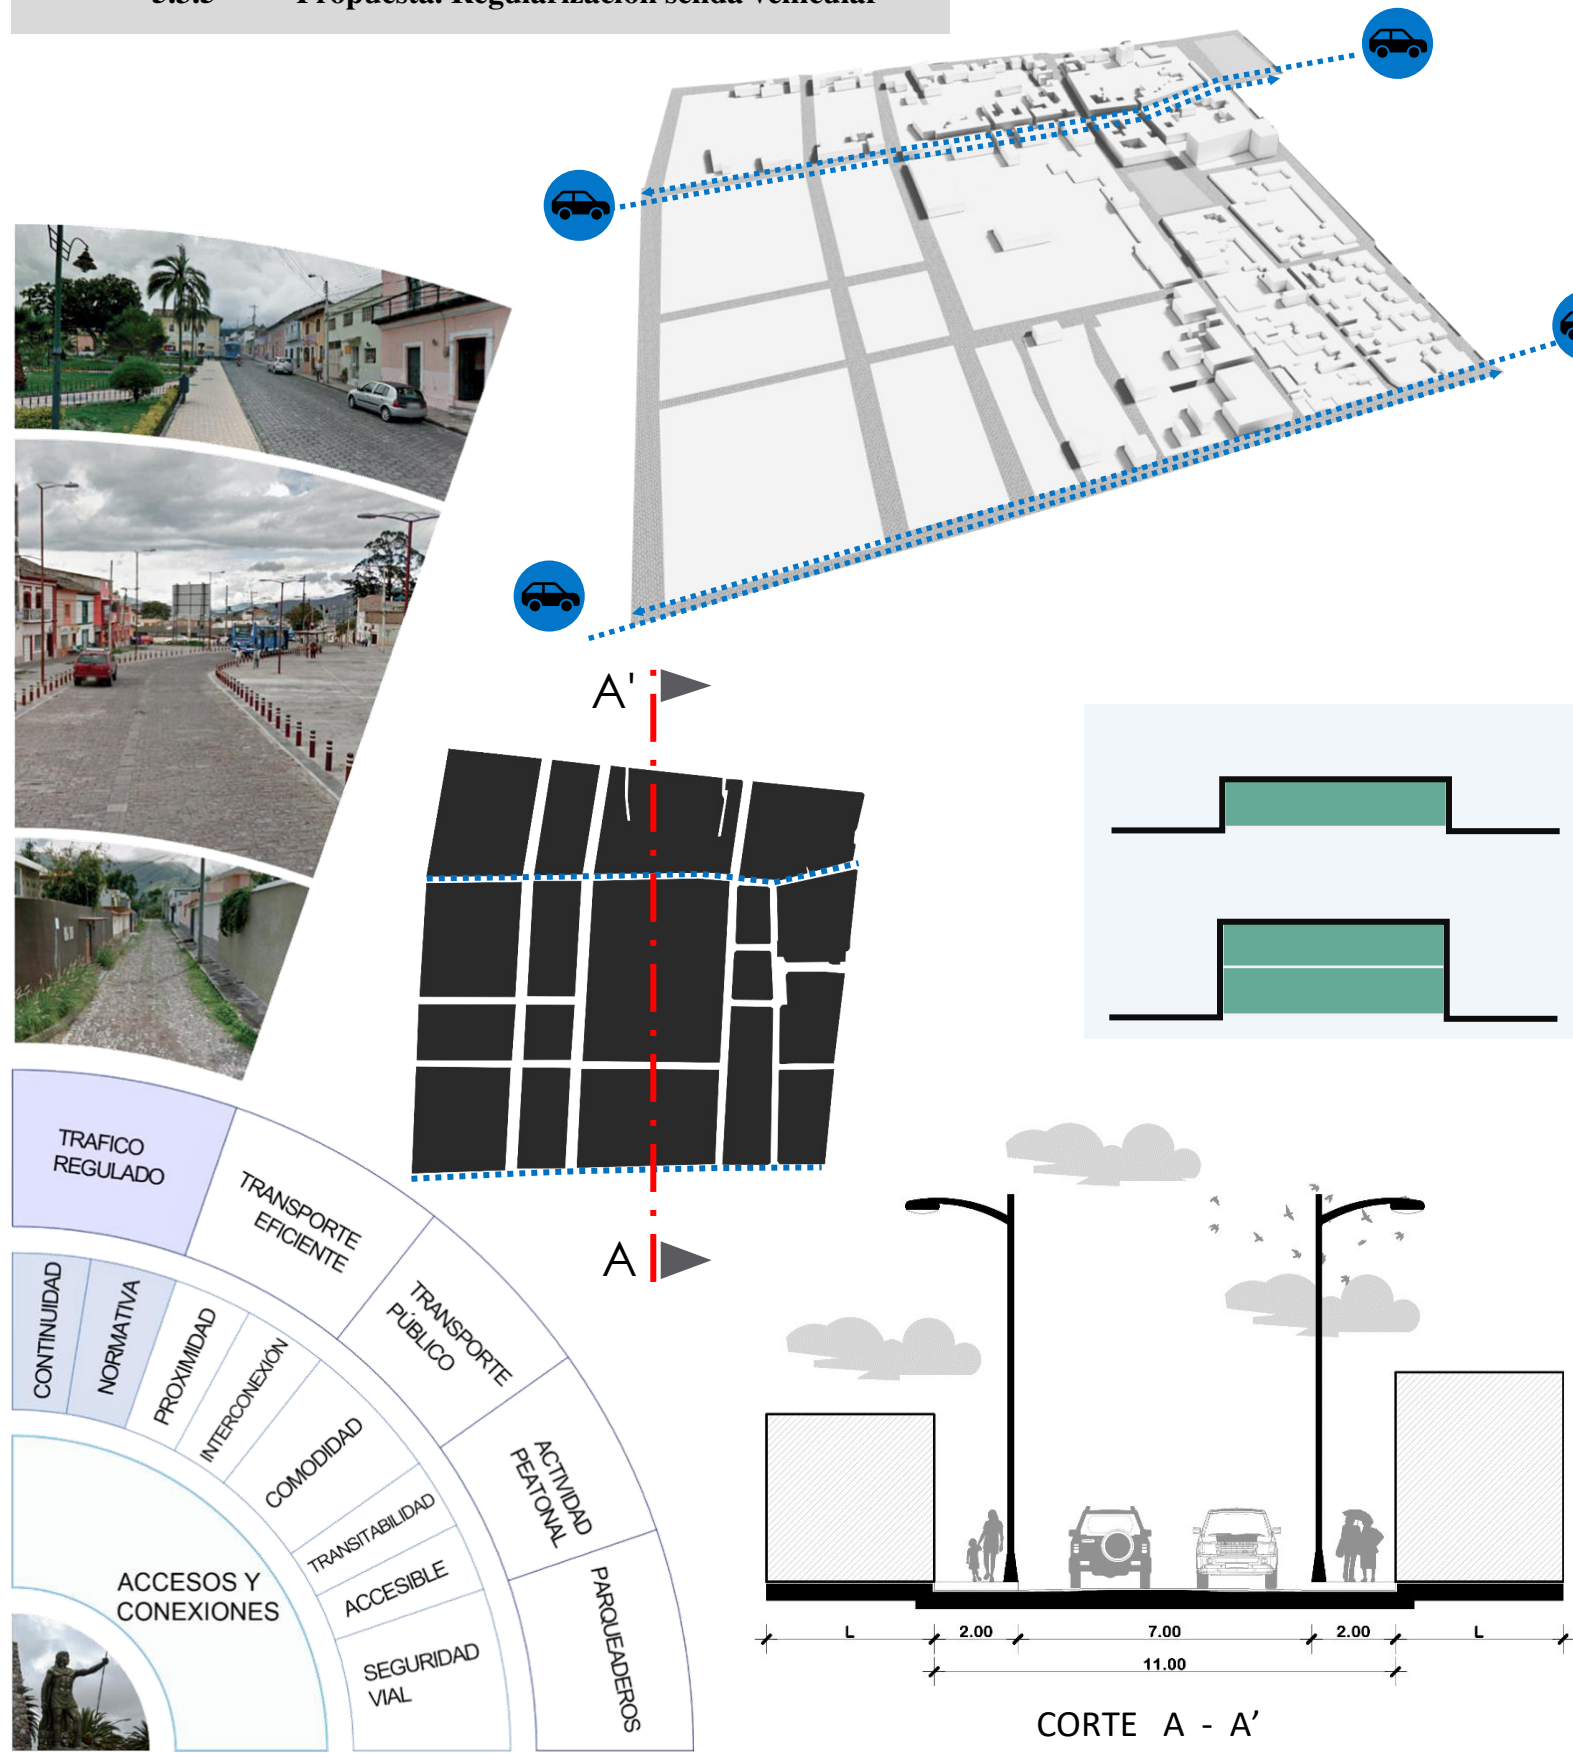 Propuesta. Regularización senda vehicular
A'
A
TRAFICO
REGULADO
TRANSPORTE
EFICIENTE
TRANSPORTE
PÚBLICO
ACTIVIDAD
PEATONAL
PARQUEADEROS
CONTINUIDAD
NORMATIVA
PROXIMIDAD
INTERCONEXIÓN
COMODIDAD
TRANSITABILIDAD
ACCESIBLE
SEGURIDAD
VIAL
ACCESOS Y
CONEXIONES
L 2.00 7.00 2.00 L
11.00
CORTE A - A'